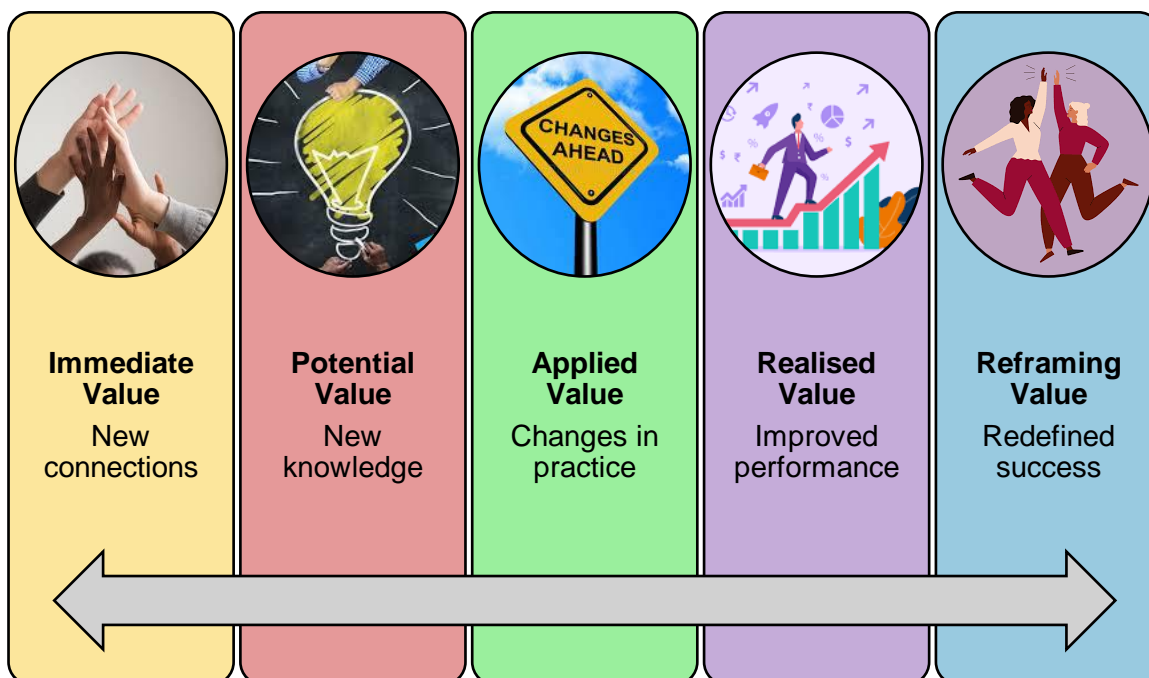 CHANGES
AHEAD
Immediate
Value
New
connections
Potential
Value
New
knowledge
Applied
Value
Changes in
practice
Realised
Value
Improved
performance
Reframing
Value
Redefined
success